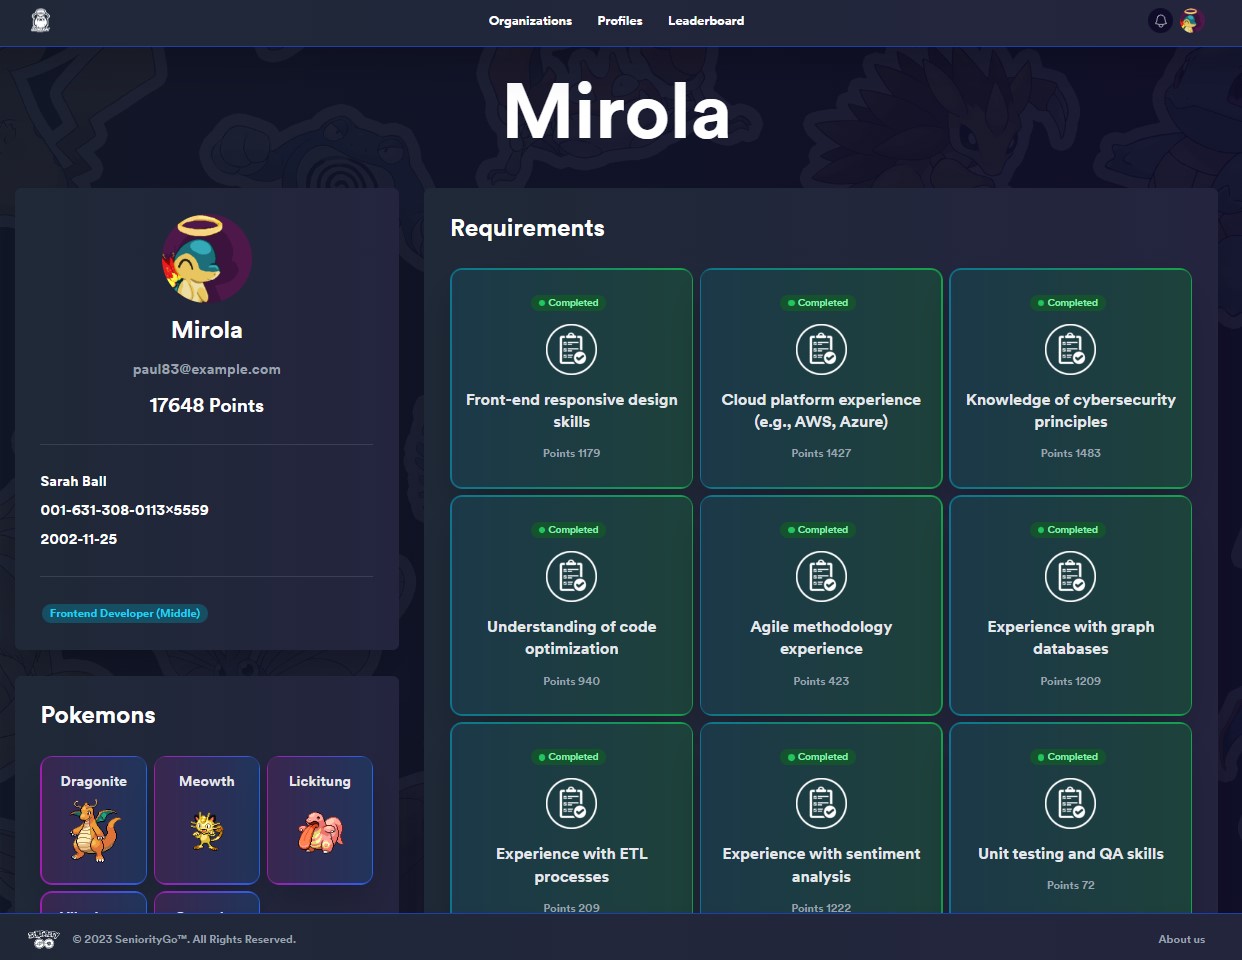 Organizations
Profiles
Leaderboard
Mirola
Mirola
paul83@example.com
17648 Points
Sarah Ball
001-631-308-0113x5559
2002-11-25
Frontend Developer (Middle)
Pokemons
Dragonite
Meowth
Lickitung
Requirements
Completed
Front-end responsive design
skills
Points 1179
Completed
Cloud platform experience
(e.g., AWS, Azure)
Points 1427
Completed
Knowledge of cybersecurity
principles
Points 1483
Completed
Understanding of code
optimization
Points 940
Completed
Agile methodology
experience
Points 423
Completed
Experience with graph
databases
Points 1209
Completed
Experience with ETL
processes
Points 209
Completed
Experience with sentiment
analysis
Points 1222
Completed
Unit testing and QA skills
Points 72
© 2023 SeniorityGo™. All Rights Reserved.
About us